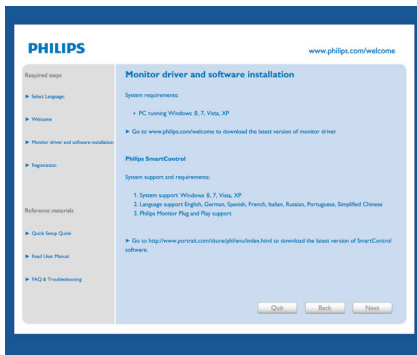 PHILIPS
www.philips.com/welcome
Required steps
► Select Language:
► Welcome
► Monitor driver and software installation
► Registration
Reference materials
► Quick Setup Guide
► Read User Manual
► FAQ & Troubleshooting
Monitor driver and software installation
System requirements:
• PC running Windows 8, 7, Vista, XP
► Go to www.philips.com/welcome to download the latest version of monitor driver
Philips SmartControl
System support and requirements:
1. System support Windows 8, 7, Vista, XP
2. Language support English, German, Spanish, French, Italian, Russian, Portuguese, Simplified Chinese
3. Philips Monitor Plug and Play support
► Go to http://www.portrait.com/dtune/phl/enu/index.html to download the latest version of SmartControl
software.
Quit
Back
Next